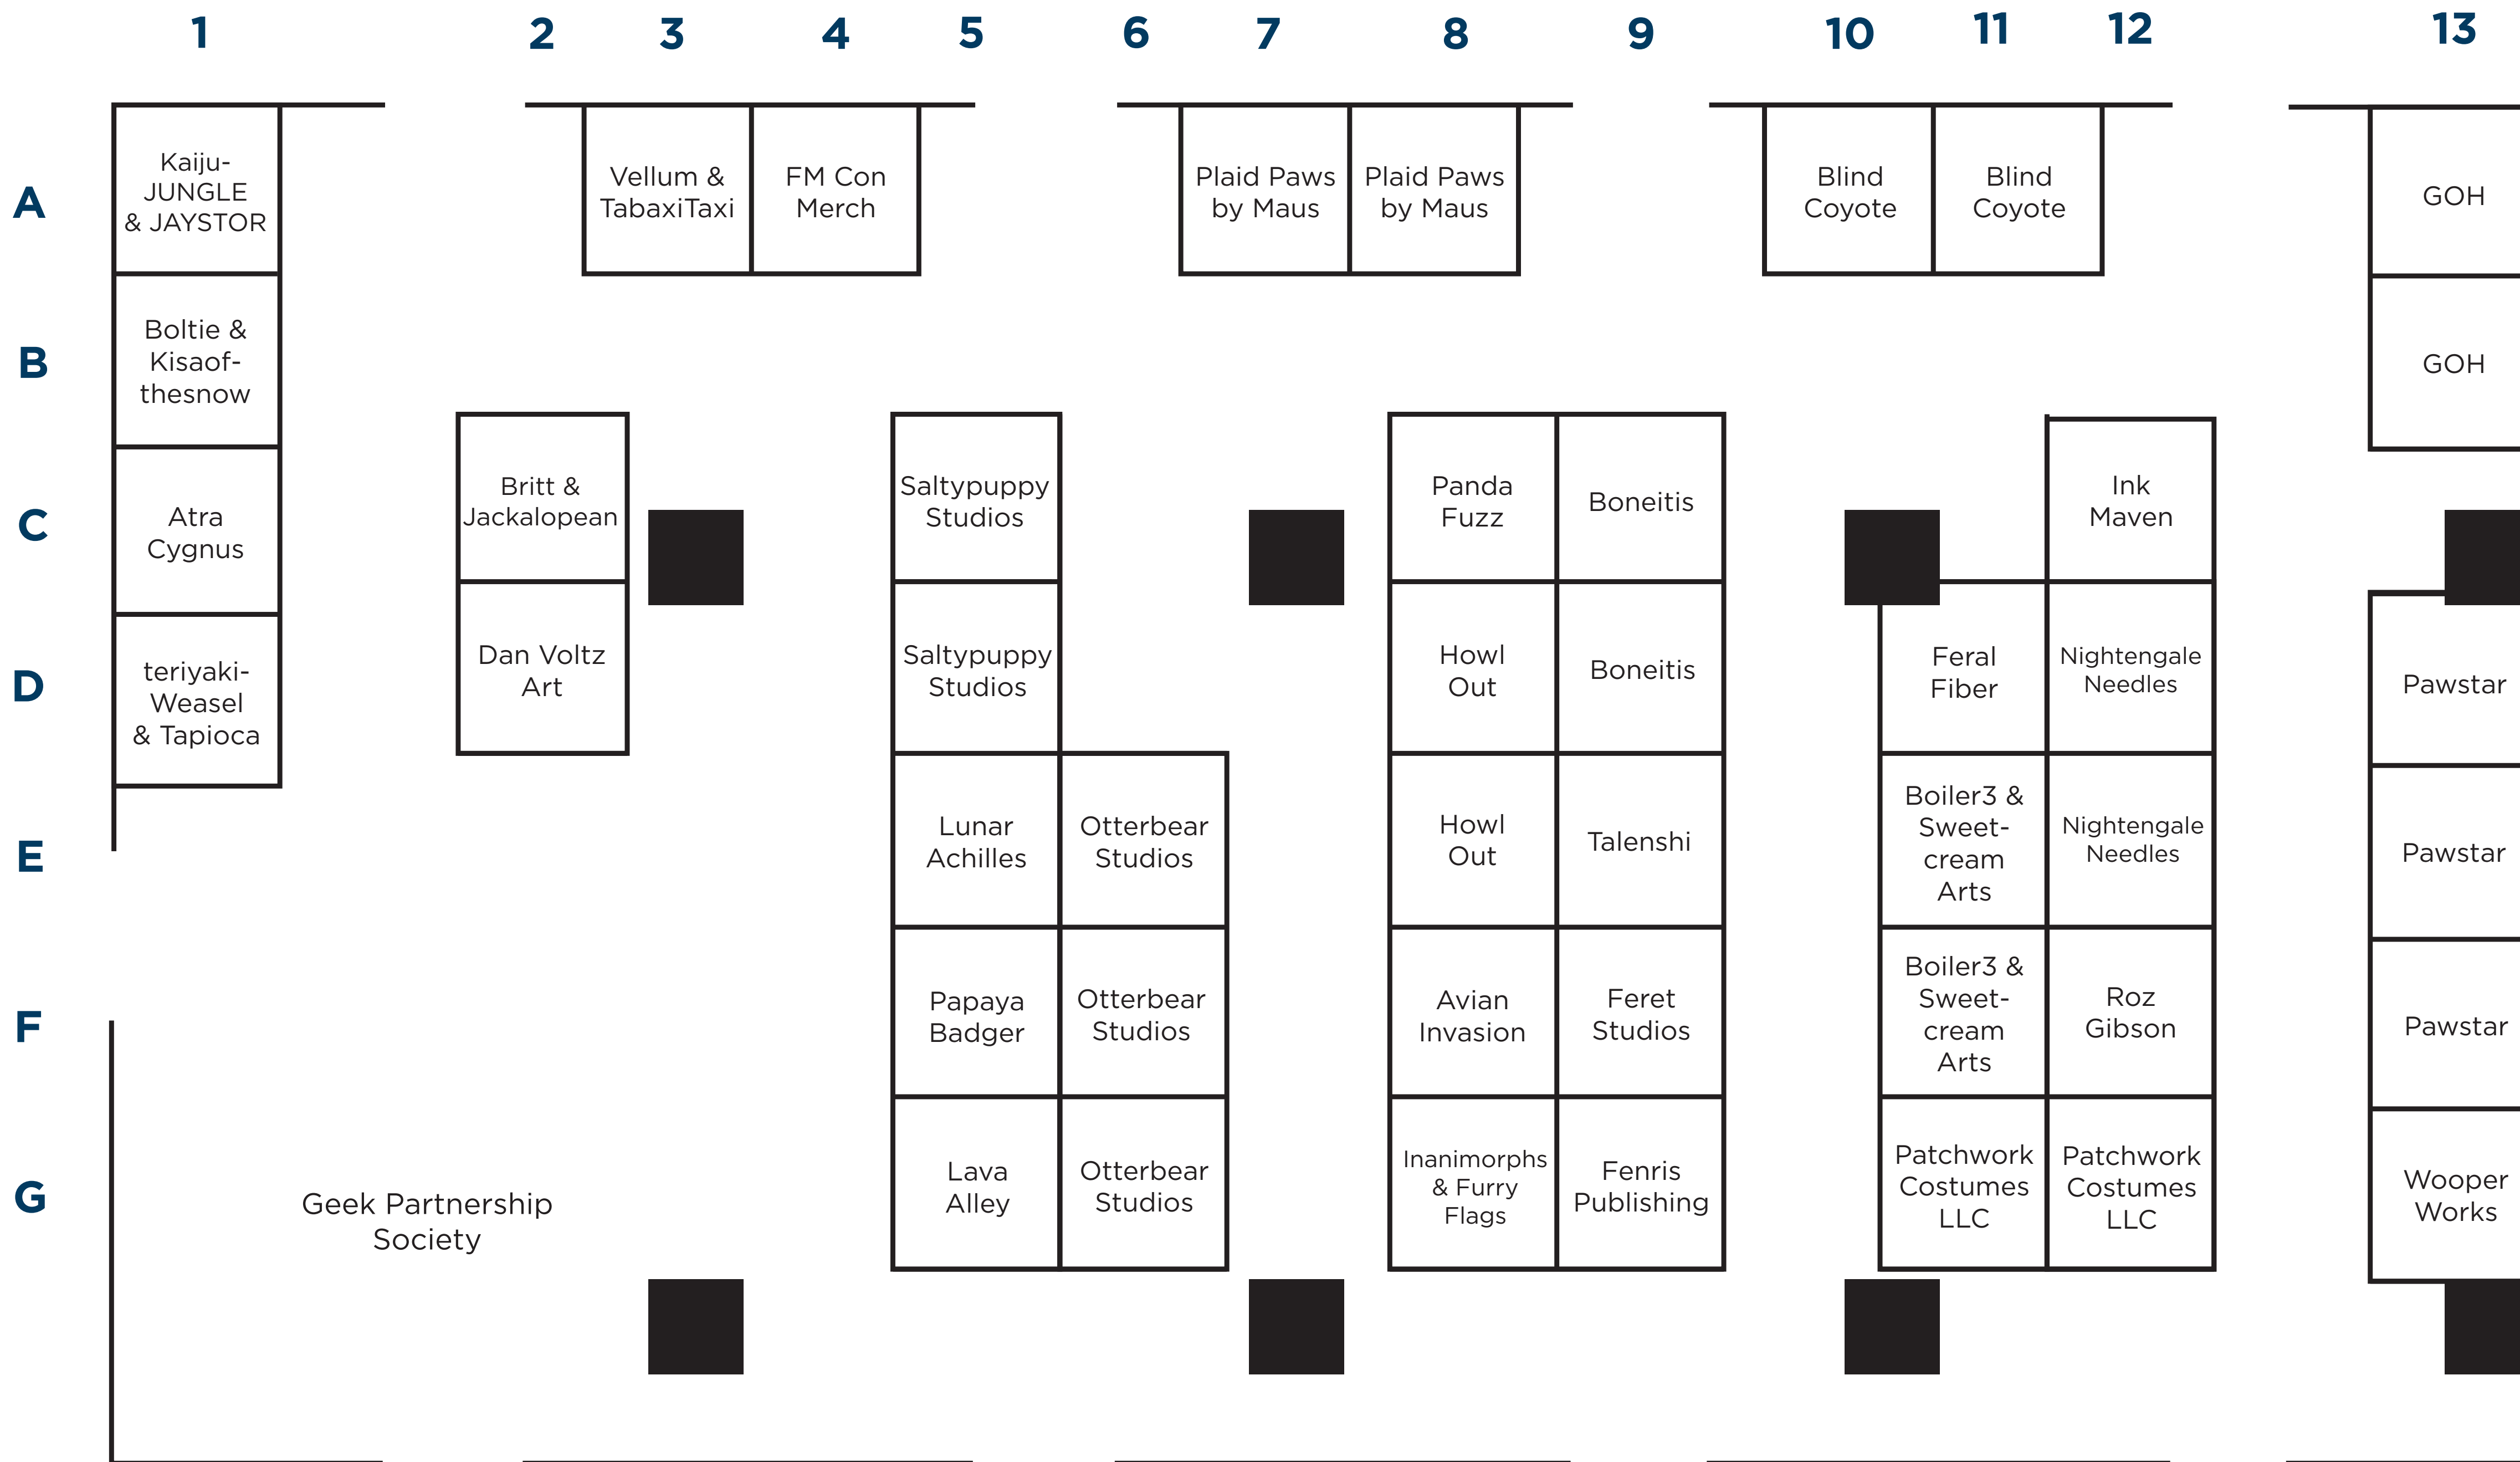 1 2 3 4 5 6 7 8 9 10 11 12 13
A
Kaiju-
JUNGLE
& JAYSTOR
Vellum &
TabaxiTaxi
FM Con
Merch
Plaid Paws
by Maus
Plaid Paws
by Maus
Blind
Coyote
Blind
Coyote
GOH
B
Boltie &
Kisaof-
thesnow
GOH
C
Atra
Cygnus
Britt &
Jackalopean
Saltypuppy
Studios
Panda
Fuzz
Boneitis
Ink
Maven
D
teriyaki-
Weasel
& Tapioca
Dan Voltz
Art
Saltypuppy
Studios
Howl
Out
Boneitis
Feral
Fiber
Nightengale
Needles
Pawstar
E
Lunar
Achilles
Otterbear
Studios
Howl
Out
Talenshi
Boiler3 &
Sweet-
cream
Arts
Nightengale
Needles
Pawstar
F
Papaya
Badger
Otterbear
Studios
Avian
Invasion
Feret
Studios
Boiler3 &
Sweet-
cream
Arts
Roz
Gibson
Pawstar
G
Geek Partnership
Society
Lava
Alley
Otterbear
Studios
Inanimorphs
& Furry
Flags
Fenris
Publishing
Patchwork
Costumes
LLC
Patchwork
Costumes
LLC
Wooper
Works